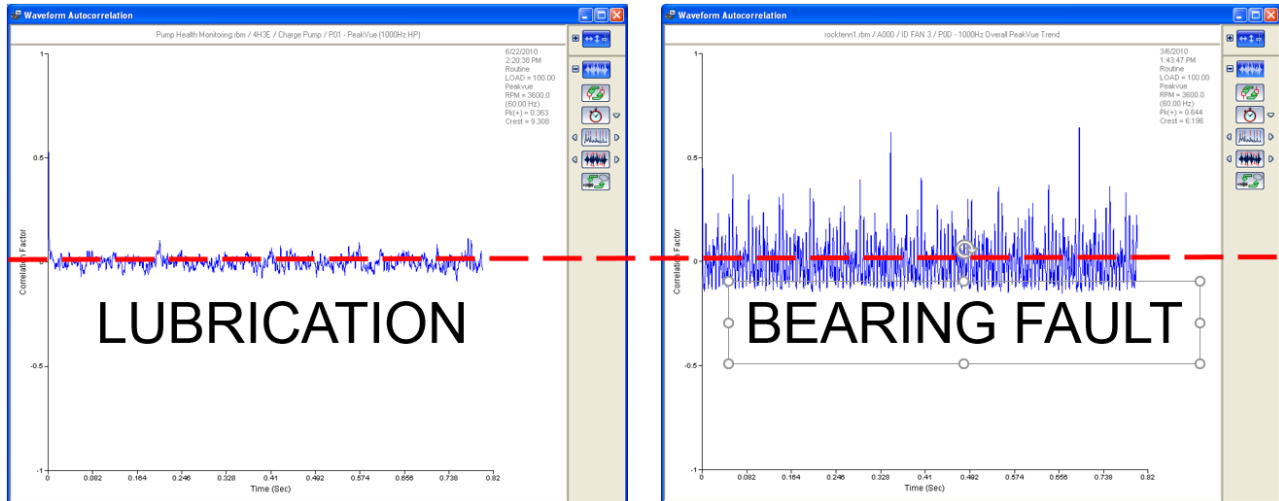 Waveform Autocorrelation
Pump Health Monitoring.rbm / 4H3E / Charge Pump / P01 - PeakVue (1000Hz HP)
6/22/2010
2:20:38 PM
Routine
LOAD = 100.00
Peakvue
RPM = 3600.0
(60.00 Hz)
Pk(+) = 0.363
Crest = 9.308
1
0.5
0
-0.5
-1
Correlation Factor
LUBRICATION
0
0.082
0.164
0.246
0.328
0.41
0.492
0.574
0.656
0.738
0.82
Time (Sec)
Waveform Autocorrelation
rocktenn1.rbm / A000 / ID FAN 3 / P0D - 1000Hz Overall PeakVue Trend
3/6/2010
1:43:47 PM
Routine
LOAD = 100.00
Peakvue
RPM = 3600.0
(60.00 Hz)
Pk(+) = 0.644
Crest = 6.196
1
0.5
0
-0.5
-1
Correlation Factor
BEARING FAULT
0
0.082
0.164
0.246
0.328
0.41
0.492
0.574
0.656
0.738
0.82
Time (Sec)